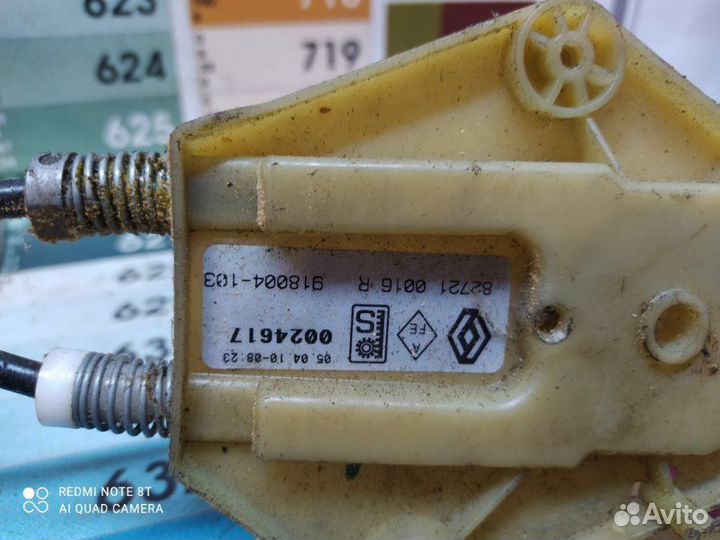 623
718
624
719
625
82721 0016 R
918004-103
0024617
S
A
FE
05.04.10-08:23
REDMI NOTE 8T
AI QUAD CAMERA
Avito